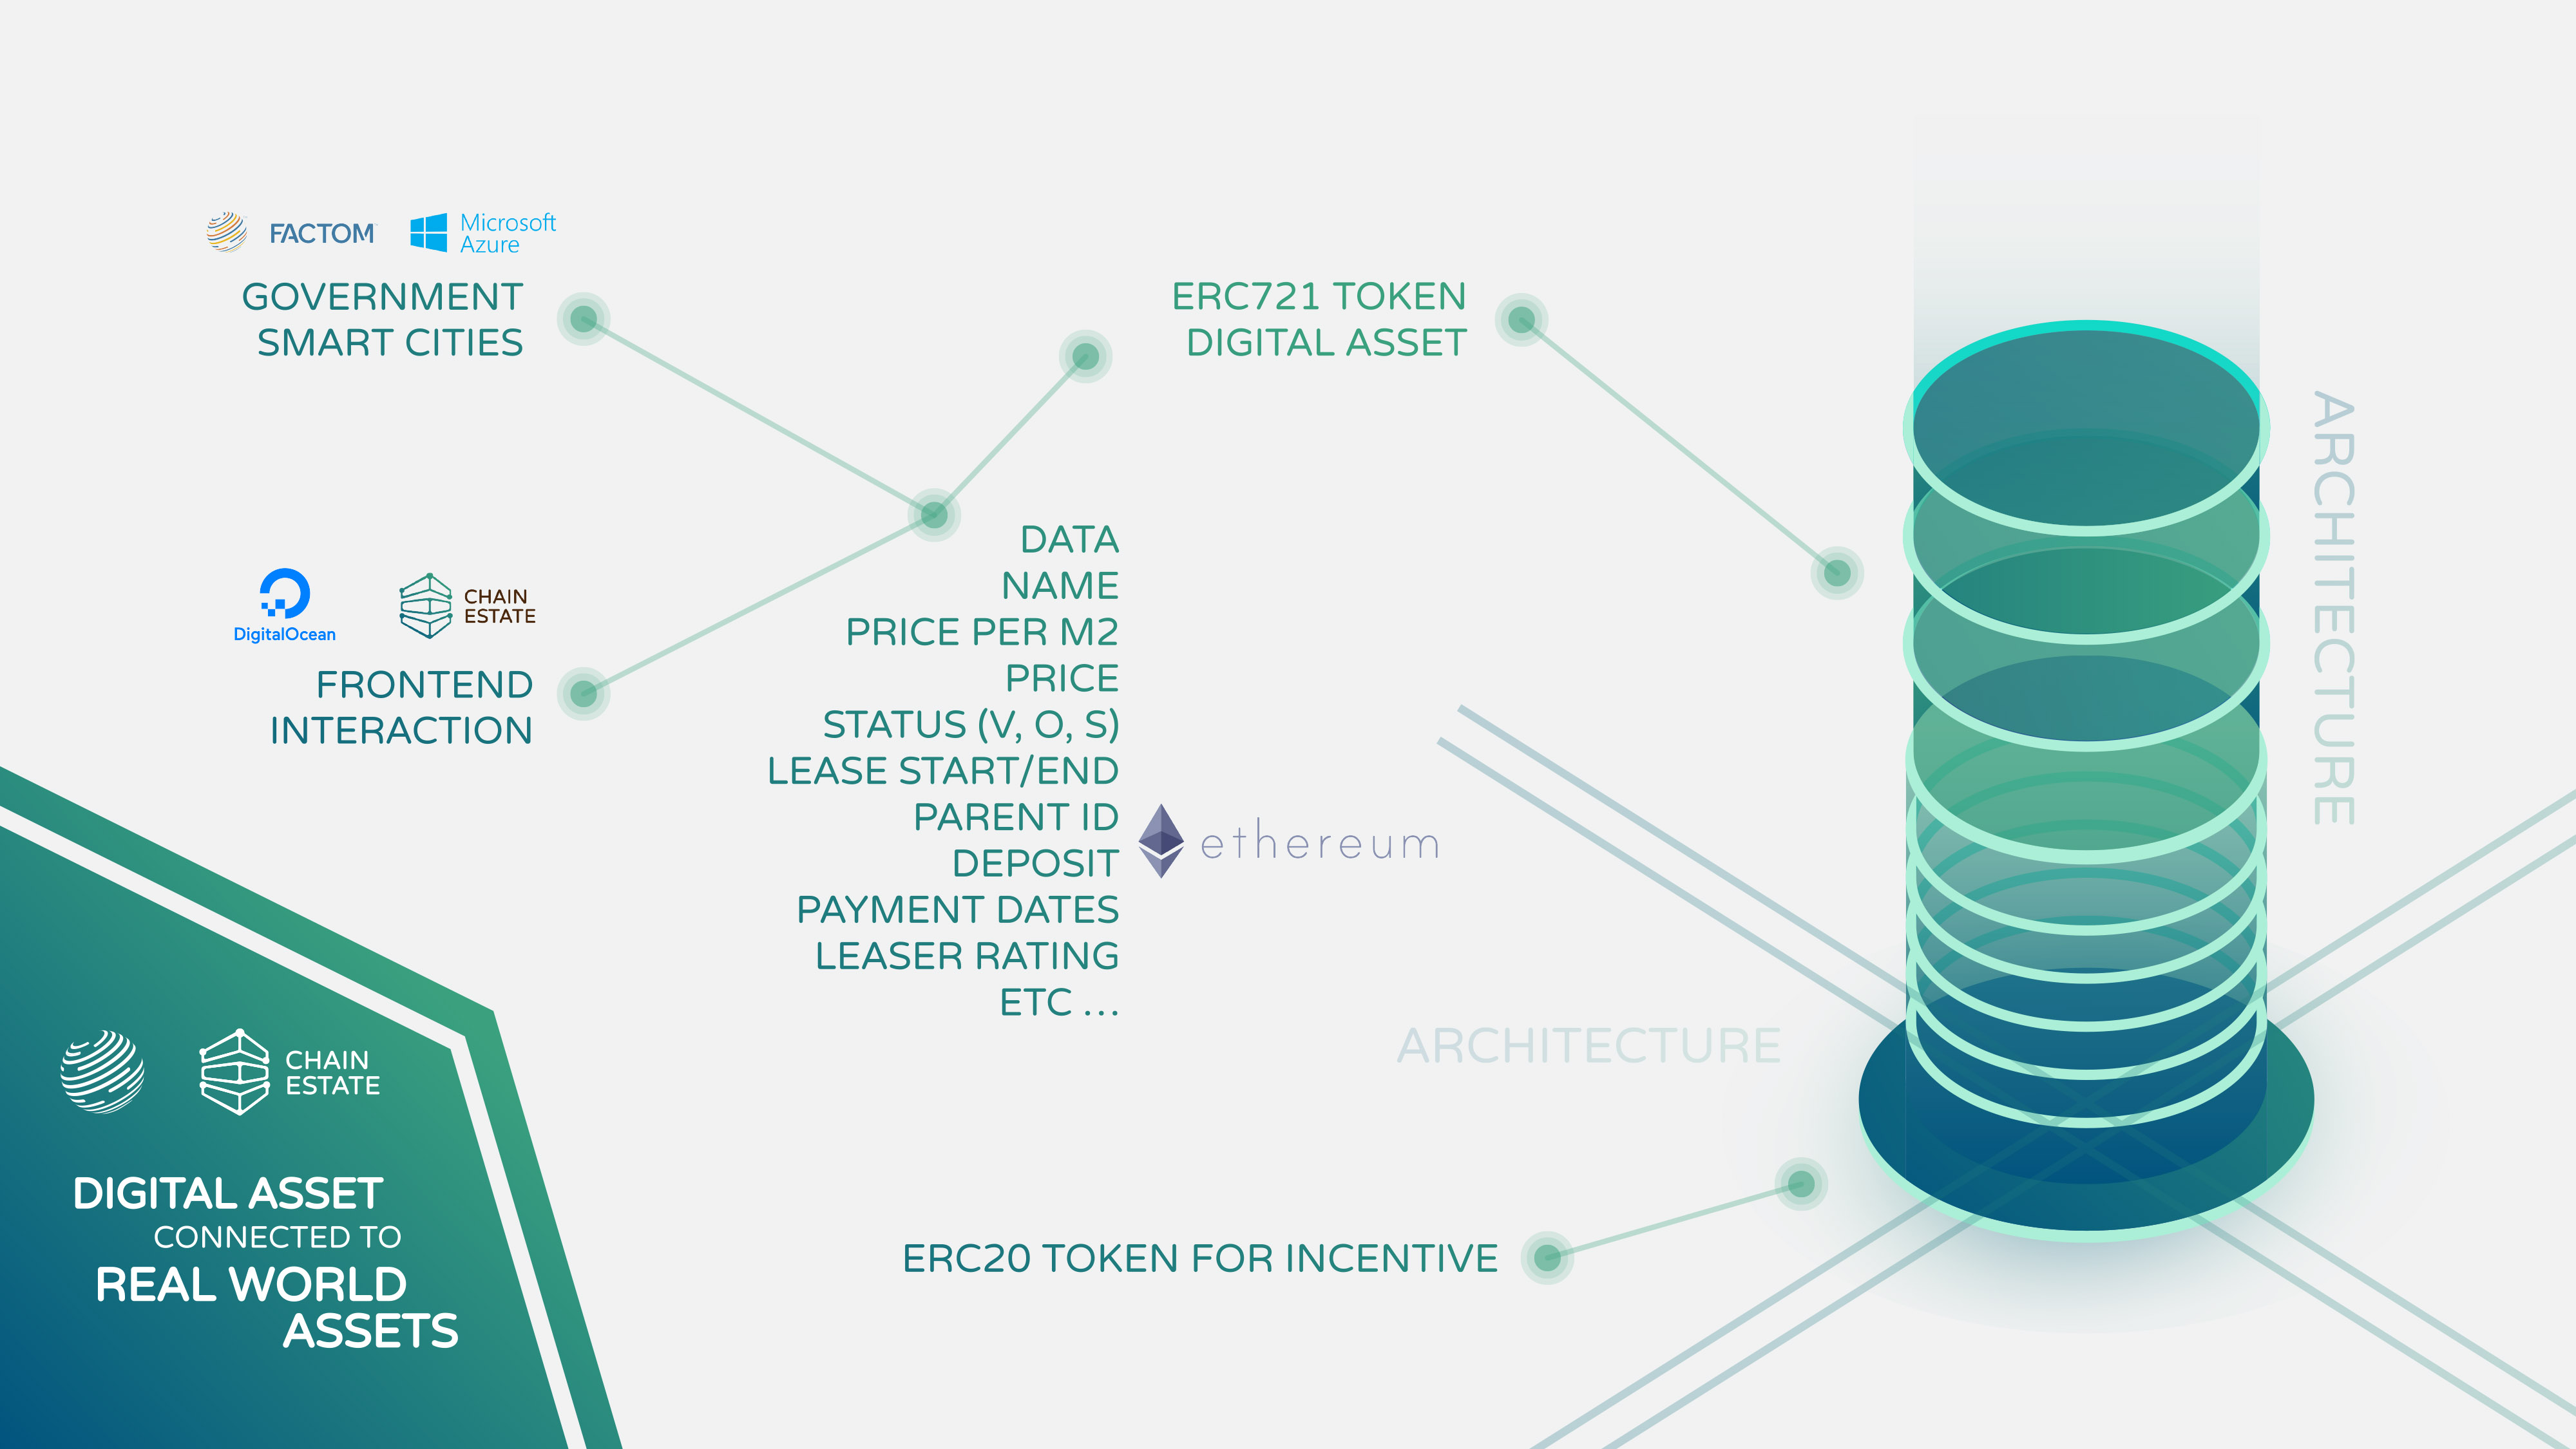 FACTOM
Microsoft
Azure
GOVERNMENT
SMART CITIES
ERC721 TOKEN
DIGITAL ASSET
DigitalOcean
CHAIN
ESTATE
FRONTEND
INTERACTION
DATA
NAME
PRICE PER M2
PRICE
STATUS (V, O, S)
LEASE START/END
PARENT ID
DEPOSIT
PAYMENT DATES
LEASER RATING
ETC ...
ethereum
ARCHITECTURE
ARCHITECTURE
ERC20 TOKEN FOR INCENTIVE
CHAIN
ESTATE
DIGITAL ASSET
CONNECTED TO
REAL WORLD
ASSETS